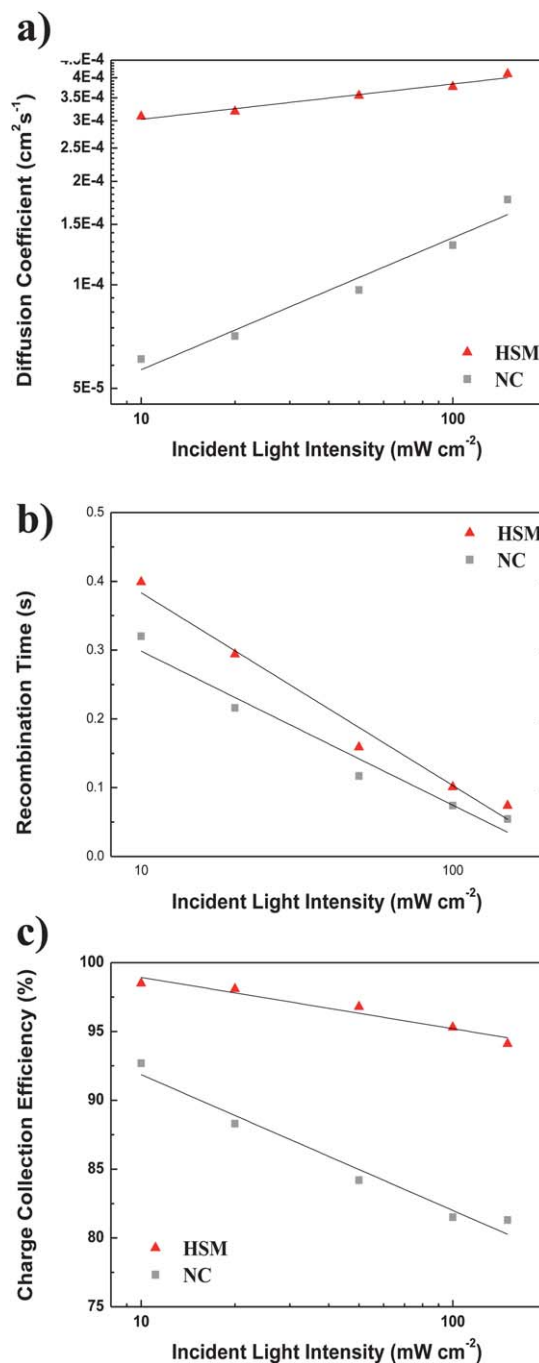 a)
4.5E-4
4E-4
3.5E-4
3E-4
2.5E-4
2E-4
1.5E-4
1E-4
5E-5
Diffusion Coefficient (cm²s⁻¹)
HSM
NC
10
100
Incident Light Intensity (mW cm⁻²)
b)
0.5
0.4
0.3
0.2
0.1
0.0
Recombination Time (s)
HSM
NC
10
100
Incident Light Intensity (mW cm⁻²)
c)
100
95
90
85
80
75
Charge Collection Efficiency (%)
HSM
NC
10
100
Incident Light Intensity (mW cm⁻²)